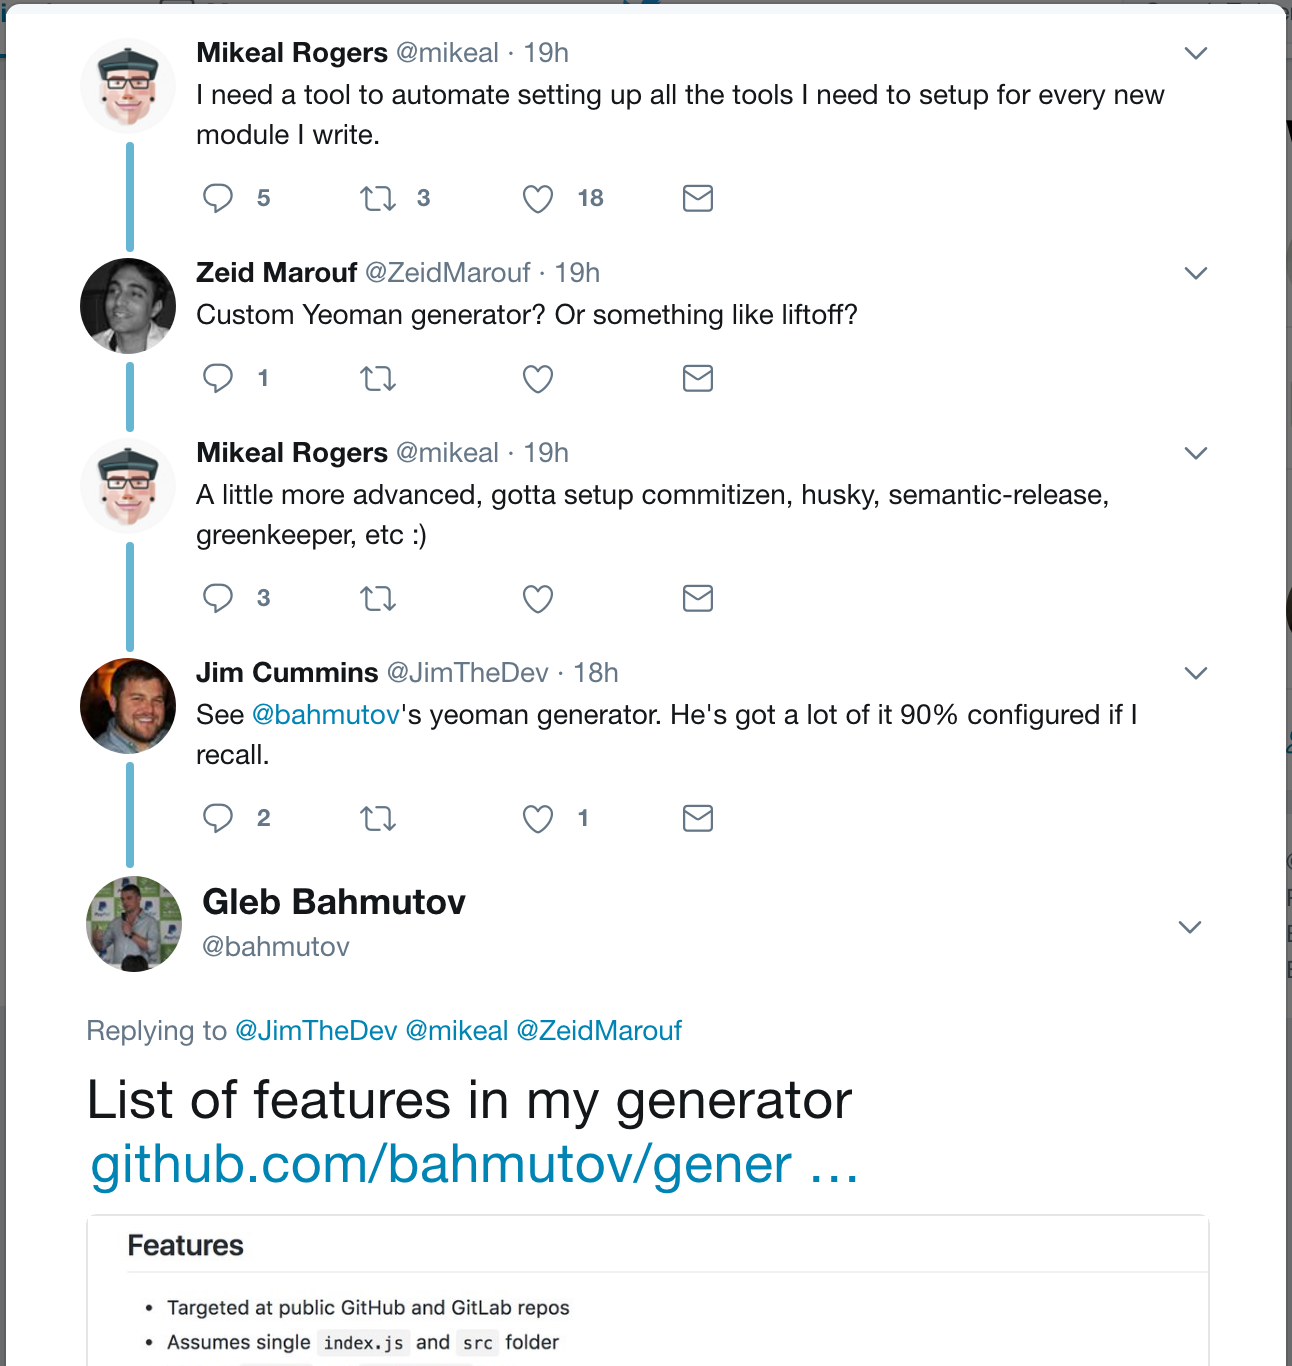 Mikeal Rogers @mikeal · 19h
I need a tool to automate setting up all the tools I need to setup for every new
module I write.
5 3 18
Zeid Marouf @ZeidMarouf · 19h
Custom Yeoman generator? Or something like liftoff?
1
Mikeal Rogers @mikeal · 19h
A little more advanced, gotta setup commitizen, husky, semantic-release,
greenkeeper, etc :)
3
Jim Cummins @JimTheDev · 18h
See @bahmutov's yeoman generator. He's got a lot of it 90% configured if I
recall.
2 1
Gleb Bahmutov
@bahmutov
Replying to @JimTheDev @mikeal @ZeidMarouf
List of features in my generator
github.com/bahmutov/gener ...
Features
• Targeted at public GitHub and GitLab repos
• Assumes single index.js and src folder